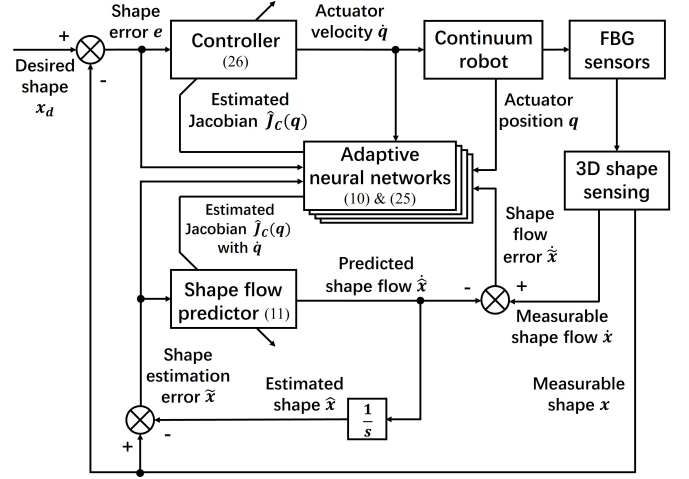 Shape
error e
+
-
Desired
shape
x_d
Controller
(26)
Actuator
velocity q̇
Continuum
robot
FBG
sensors
Estimated
Jacobian Ĵ_C(q)
Actuator
position q
Adaptive
neural networks
(10) & (25)
3D shape
sensing
Estimated
Jacobian Ĵ_C(q)
with q̇
Shape
flow
error x̃̇
Predicted
shape flow x̂̇
-
+
Shape flow
predictor (11)
Measurable
shape flow ẋ
Shape
estimation
error x̃
Estimated
shape x̂
1
s
Measurable
shape x
-
+